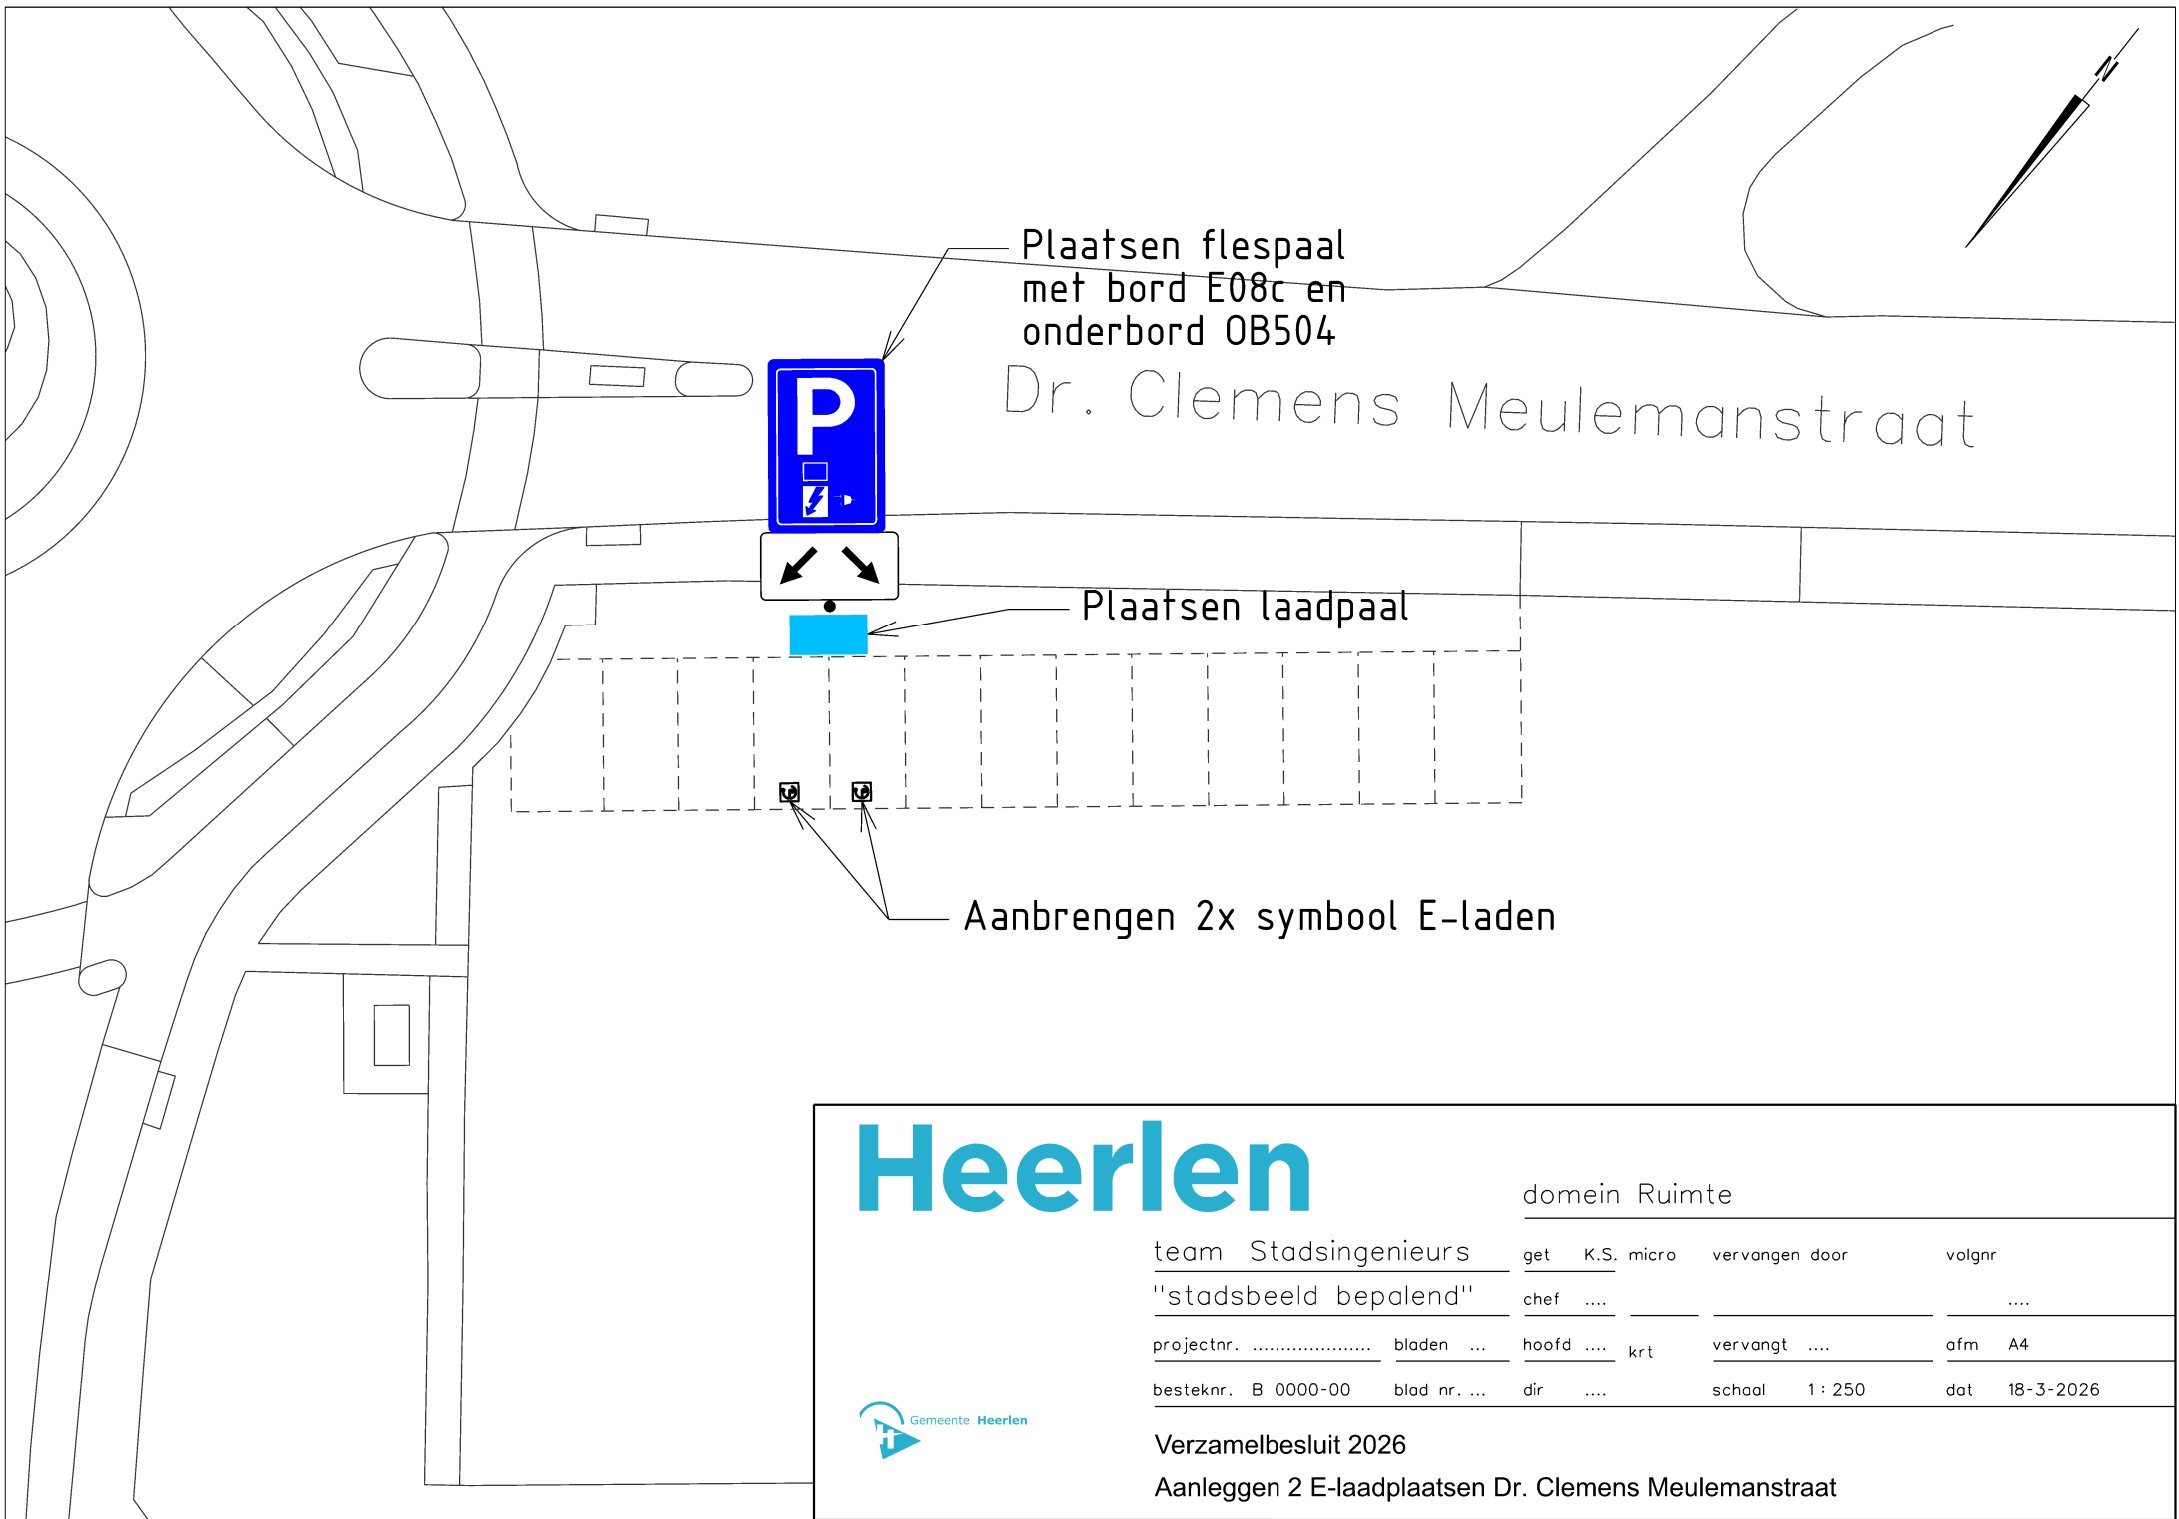 N
Plaatsen flespaal
met bord E08c en
onderbord OB504
Dr. Clemens Meulemanstraat
P
Plaatsen laadpaal
Aanbrengen 2x symbool E-laden
Heerlen
domein Ruimte
team Stadsingenieurs get K.S. micro vervangen door volgnr
"stadsbeeld bepalend" chef .... ....
projectnr. ..................... bladen ... hoofd .... krt vervangt .... afm A4
besteknr. B 0000-00 blad nr. ... dir .... schaal 1 : 250 dat 18-3-2026
H
Gemeente Heerlen
Verzamelbesluit 2026
Aanleggen 2 E-laadplaatsen Dr. Clemens Meulemanstraat